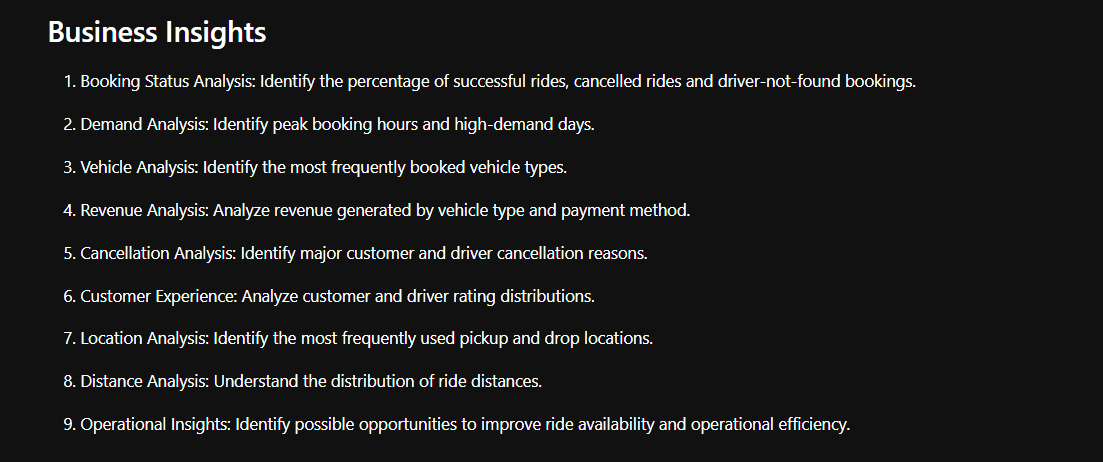 Business Insights
1. Booking Status Analysis: Identify the percentage of successful rides, cancelled rides and driver-not-found bookings.
2. Demand Analysis: Identify peak booking hours and high-demand days.
3. Vehicle Analysis: Identify the most frequently booked vehicle types.
4. Revenue Analysis: Analyze revenue generated by vehicle type and payment method.
5. Cancellation Analysis: Identify major customer and driver cancellation reasons.
6. Customer Experience: Analyze customer and driver rating distributions.
7. Location Analysis: Identify the most frequently used pickup and drop locations.
8. Distance Analysis: Understand the distribution of ride distances.
9. Operational Insights: Identify possible opportunities to improve ride availability and operational efficiency.